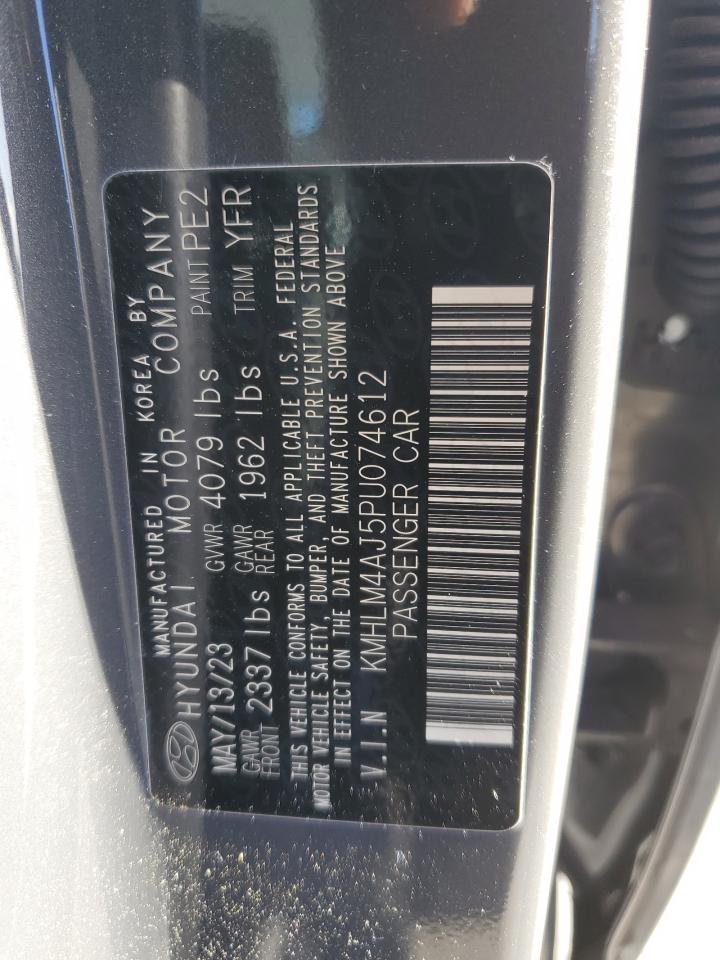 MANUFACTURED IN KOREA BY
HYUNDAI MOTOR COMPANY
MAY/13/23 GVWR 4079 lbs PAINT PE2
GAWR FRONT 2337 lbs GAWR REAR 1962 lbs TRIM YFR
THIS VEHICLE CONFORMS TO ALL APPLICABLE U.S.A. FEDERAL
MOTOR VEHICLE SAFETY, BUMPER, AND THEFT PREVENTION STANDARDS
IN EFFECT ON THE DATE OF MANUFACTURE SHOWN ABOVE
V.I.N KMHLM4AJ5PU074612
PASSENGER CAR